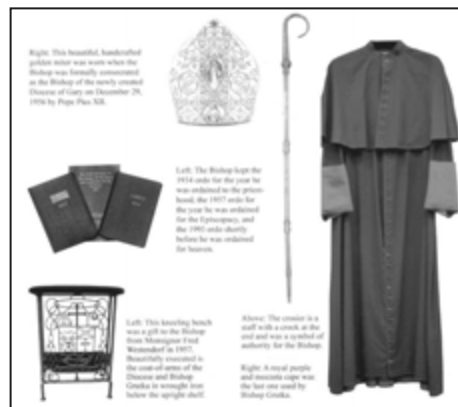 Right: This beautiful, handcrafted
golden miter was worn when the
Bishop was formally consecrated
as the Bishop of the newly created
Diocese of Gary on December 29,
1956 by Pope Pius XII.
Left: The Bishop kept the
1934 ordo for the year he
was ordained to the priest-
hood, the 1957 ordo for
the year he was ordained
for the Episcopacy, and
the 1993 ordo shortly
before he was ordained
for heaven.
Left: This kneeling bench
was a gift to the Bishop
from Monsignor Fred
Westendorf in 1957.
Beautifully executed is
the coat-of-arms of the
Diocese and Bishop
Grutka in wrought iron
below the upright shelf.
Above: The crosier is a
staff with a crook at the
end and was a symbol of
authority for the Bishop.
Right: A royal purple
and mozzetta cape was
the last one used by
Bishop Grutka.